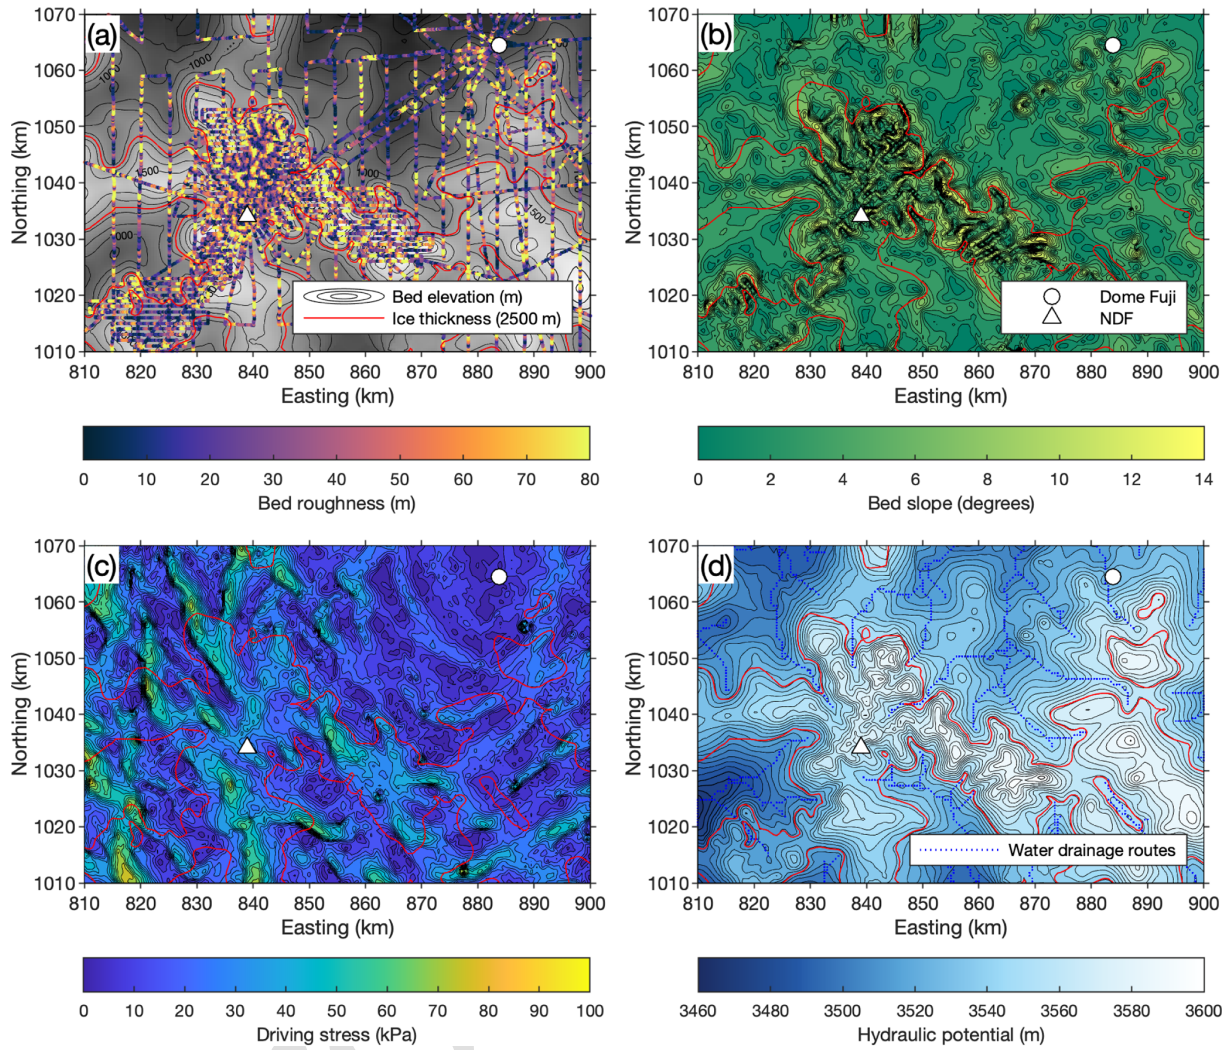 (a)
1070
1060
1050
1040
1030
1020
1010
Northing (km)
1000
1000
1500
1000
1500
000
Bed elevation (m)
Ice thickness (2500 m)
810 820 830 840 850 860 870 880 890 900
Easting (km)
0 10 20 30 40 50 60 70 80
Bed roughness (m)
(b)
1070
1060
1050
1040
1030
1020
1010
Northing (km)
Dome Fuji
NDF
810 820 830 840 850 860 870 880 890 900
Easting (km)
0 2 4 6 8 10 12 14
Bed slope (degrees)
(c)
1070
1060
1050
1040
1030
1020
1010
Northing (km)
810 820 830 840 850 860 870 880 890 900
Easting (km)
0 10 20 30 40 50 60 70 80 90 100
Driving stress (kPa)
(d)
1070
1060
1050
1040
1030
1020
1010
Northing (km)
Water drainage routes
810 820 830 840 850 860 870 880 890 900
Easting (km)
3460 3480 3500 3520 3540 3560 3580 3600
Hydraulic potential (m)